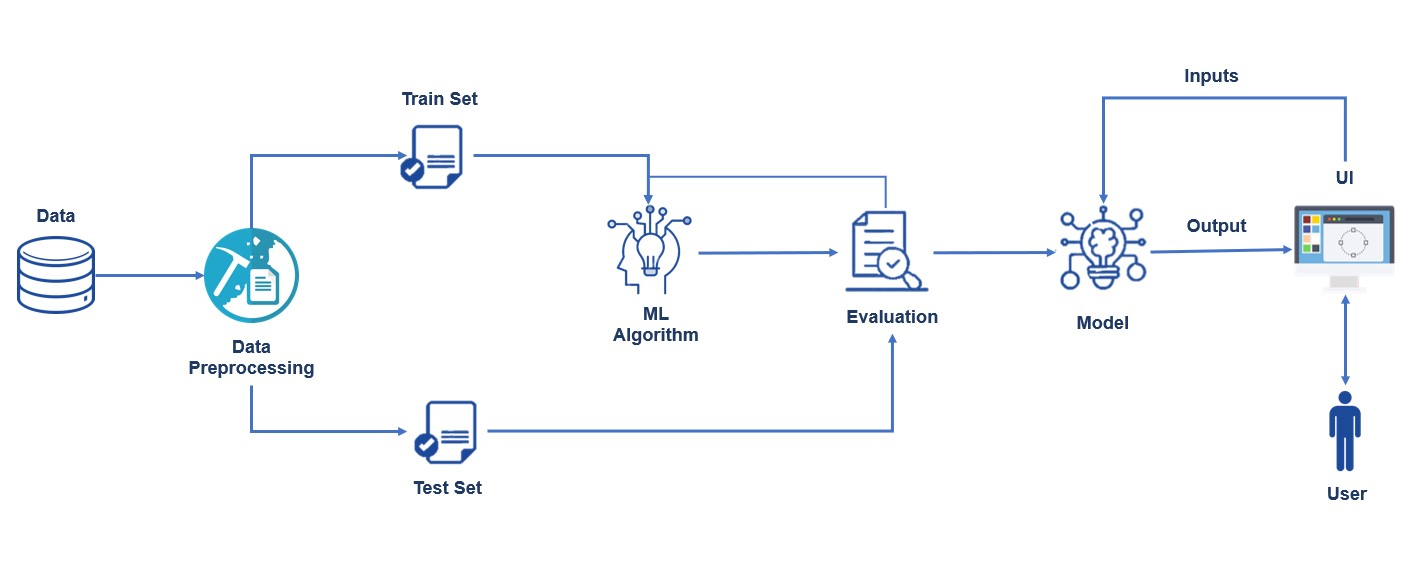 Data
Data
Preprocessing
Train Set
Test Set
ML
Algorithm
Evaluation
Model
Inputs
Output
UI
User